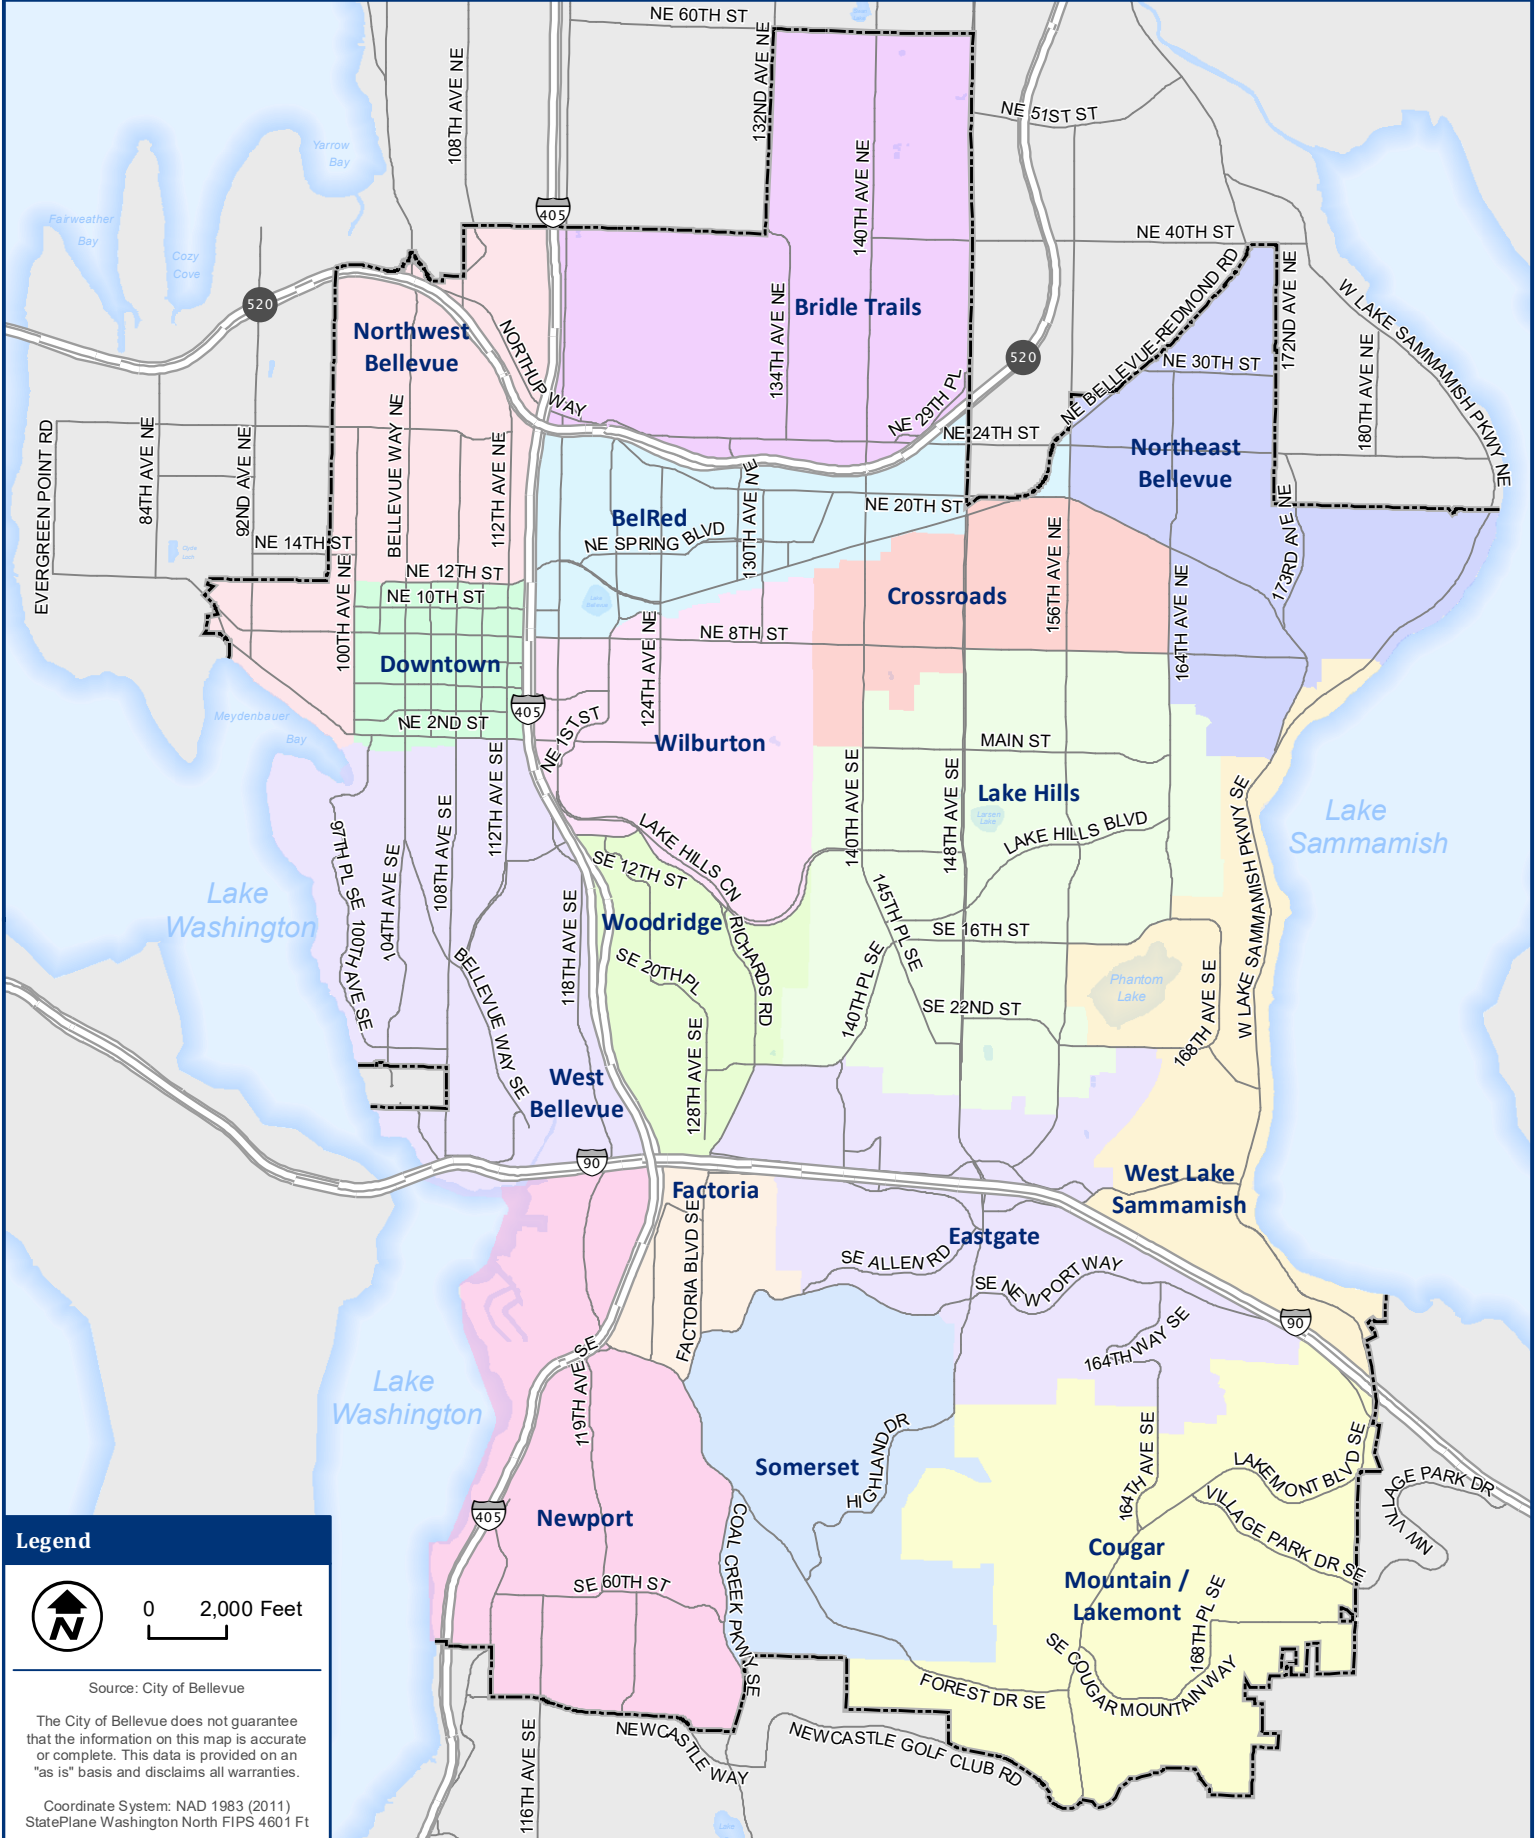 NE 60TH ST
132ND AVE NE
108TH AVE NE
NE 51ST ST
Yarrow
Bay
140TH AVE NE
405
Fairweather
Bay
NE 40TH ST
Cozy
Cove
NE BELLEVUE-REDMOND RD
172ND AVE NE
W LAKE SAMMAMISH PKWY NE
520
134TH AVE NE
Bridle Trails
Northwest
Bellevue
NORTHUP WAY
520
NE 30TH ST
180TH AVE NE
NE 29TH PL
EVERGREEN POINT RD
84TH AVE NE
92ND AVE NE
BELLEVUE WAY NE
112TH AVE NE
NE 24TH ST
Northeast
Bellevue
BelRed
130TH AVE NE
NE 20TH ST
NE SPRING BLVD
NE 14TH ST
156TH AVE NE
173RD AVE NE
NE 12TH ST
100TH AVE NE
NE 10TH ST
Lake
Bellevue
Crossroads
164TH AVE NE
124TH AVE NE
NE 8TH ST
Downtown
405
Meydenbauer
Bay
NE 2ND ST
NE 1ST ST
Wilburton
MAIN ST
112TH AVE SE
140TH AVE SE
148TH AVE SE
Lake Hills
W LAKE SAMMAMISH PKWY SE
Lake
Sammamish
Larsen
Lake
97TH PL SE
104TH AVE SE
108TH AVE SE
LAKE HILLS CN
LAKE HILLS BLVD
SE 12TH ST
145TH PL SE
Lake
Washington
100TH AVE SE
118TH AVE SE
Woodridge
RICHARDS RD
SE 16TH ST
BELLEVUE WAY SE
SE 20TH PL
140TH PL SE
Phantom
Lake
168TH AVE SE
SE 22ND ST
128TH AVE SE
West
Bellevue
90
West Lake
Sammamish
Factoria
FACTORIA BLVD SE
Eastgate
SE ALLEN RD
SE NEWPORT WAY
90
164TH WAY SE
119TH AVE SE
Lake
Washington
HIGHLAND DR
164TH AVE SE
LAKEMONT BLVD SE
Somerset
NW VILLAGE PARK DR
VILLAGE PARK DR SE
405
Newport
COAL CREEK PKWY SE
Cougar
Mountain /
Lakemont
SE 60TH ST
168TH PL SE
SE COUGAR MOUNTAIN WAY
FOREST DR SE
116TH AVE SE
NEWCASTLE WAY
NEWCASTLE GOLF CLUB RD
Lake
Legend
N
0 2,000 Feet
Source: City of Bellevue
The City of Bellevue does not guarantee
that the information on this map is accurate
or complete. This data is provided on an
"as is" basis and disclaims all warranties.
Coordinate System: NAD 1983 (2011)
StatePlane Washington North FIPS 4601 Ft